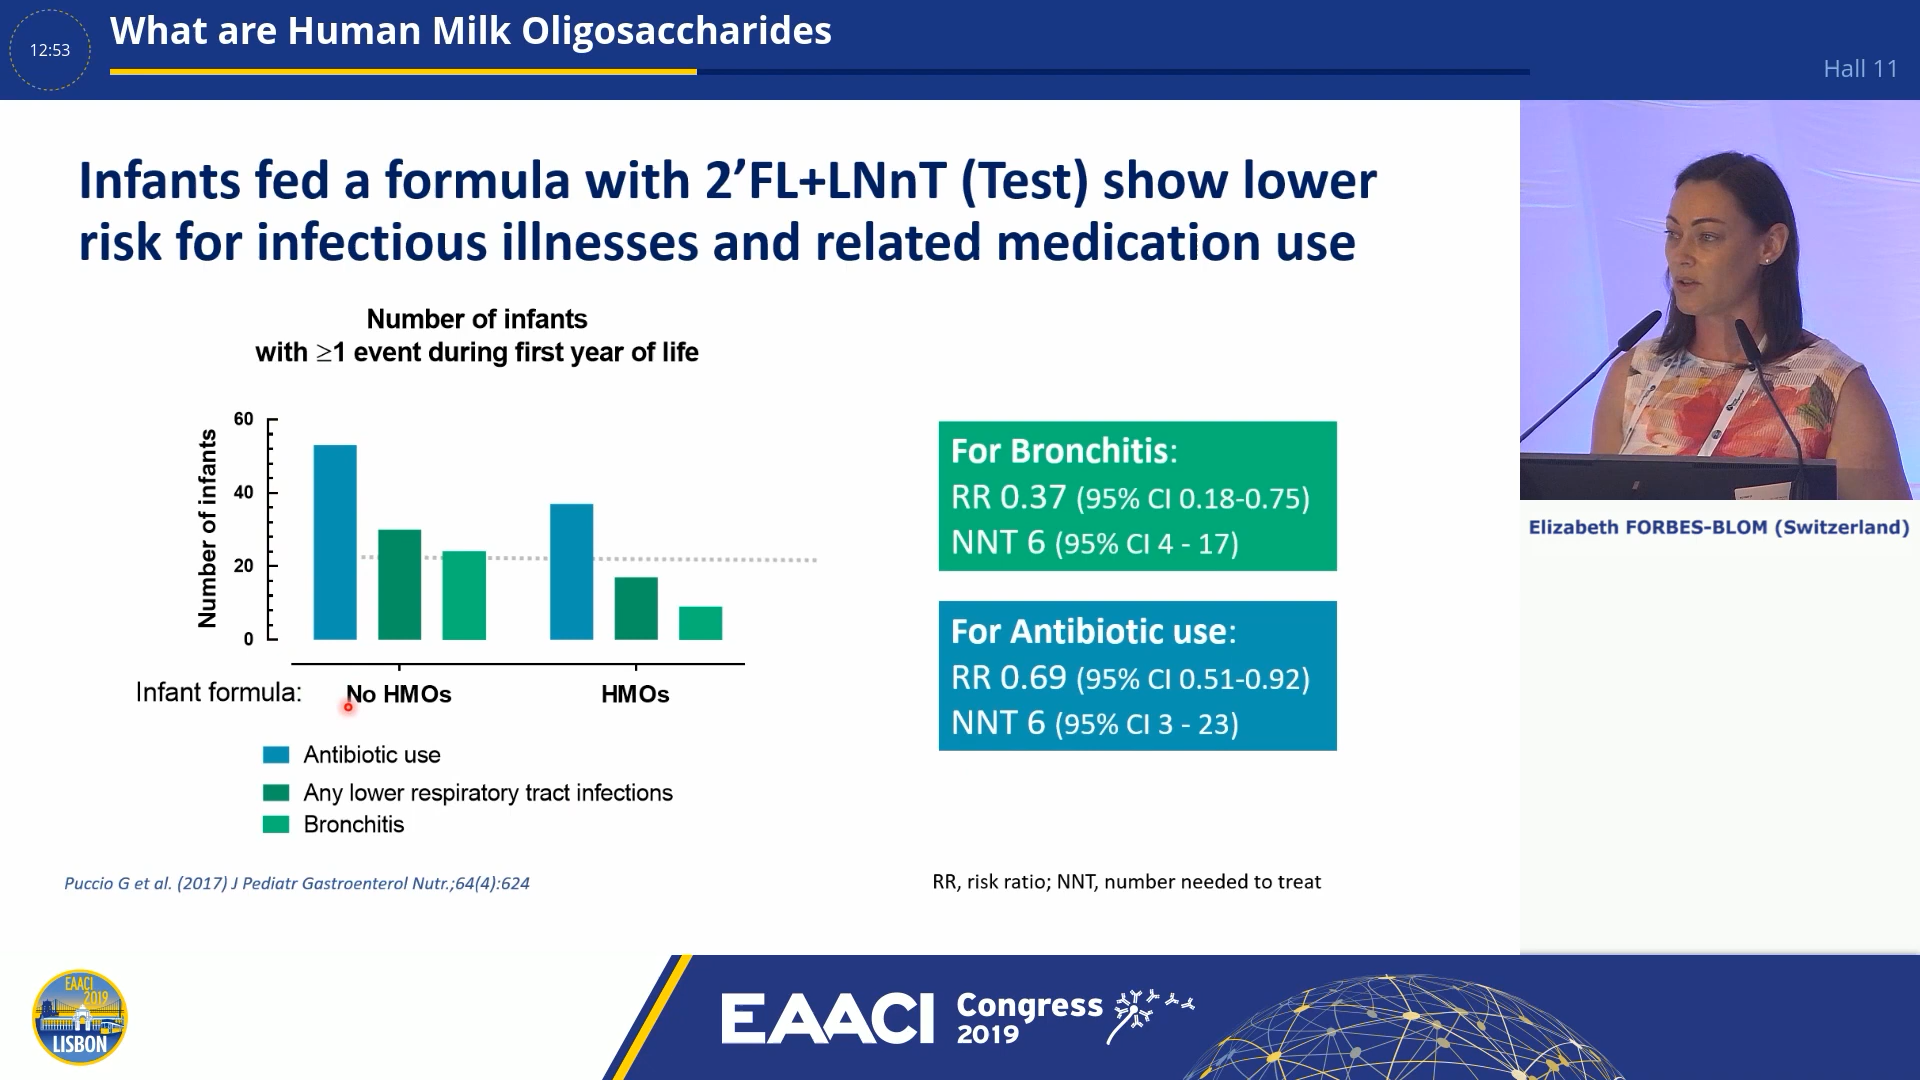 12:53
What are Human Milk Oligosaccharides
Hall 11
Infants fed a formula with 2’FL+LNnT (Test) show lower
risk for infectious illnesses and related medication use
Number of infants
with ≥1 event during first year of life
Number of infants
60
40
20
0
Infant formula:
No HMOs
HMOs
Antibiotic use
Any lower respiratory tract infections
Bronchitis
For Bronchitis:
RR 0.37 (95% CI 0.18-0.75)
NNT 6 (95% CI 4 - 17)
For Antibiotic use:
RR 0.69 (95% CI 0.51-0.92)
NNT 6 (95% CI 3 - 23)
Puccio G et al. (2017) J Pediatr Gastroenterol Nutr.;64(4):624
RR, risk ratio; NNT, number needed to treat
Elizabeth FORBES-BLOM (Switzerland)
EAACI
2019
LISBON
EAACI Congress
2019